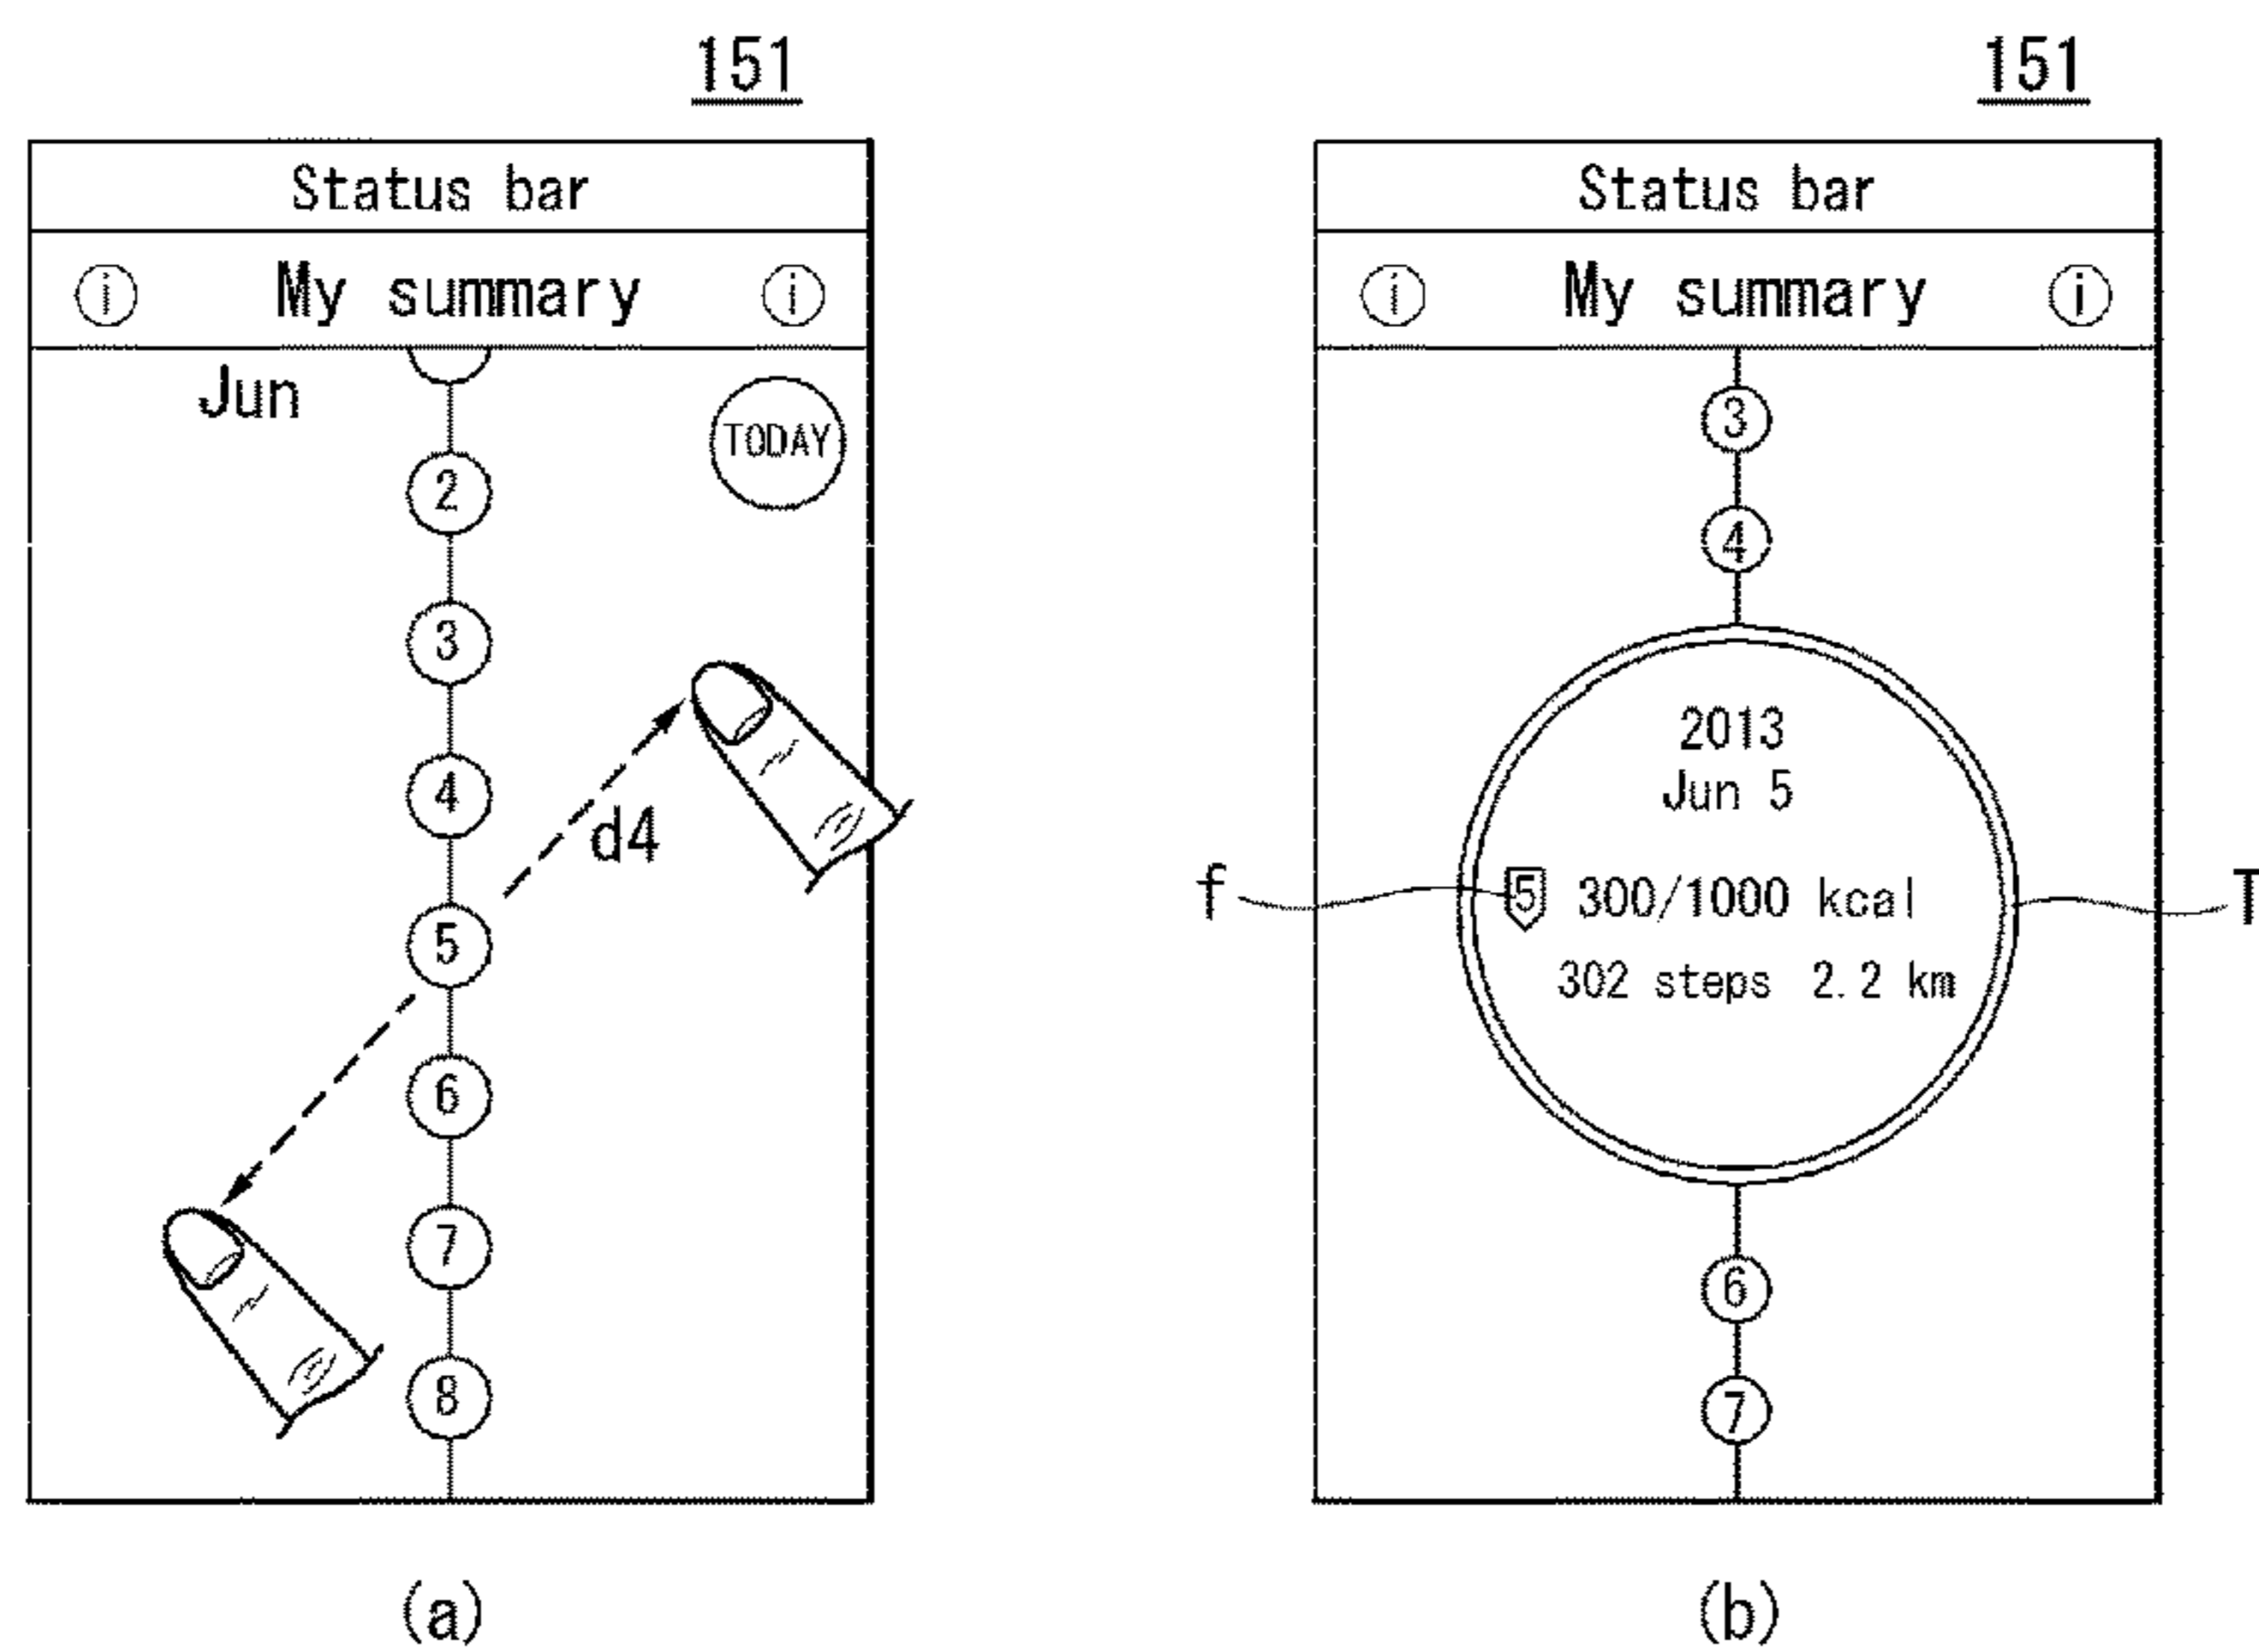 151
Status bar
i My summary i
Jun
TODAY
2
3
4
d4
5
6
7
8
(a)
151
Status bar
i My summary i
3
4
2013
Jun 5
f 5 300/1000 kcal T
302 steps 2.2 km
6
7
(b)